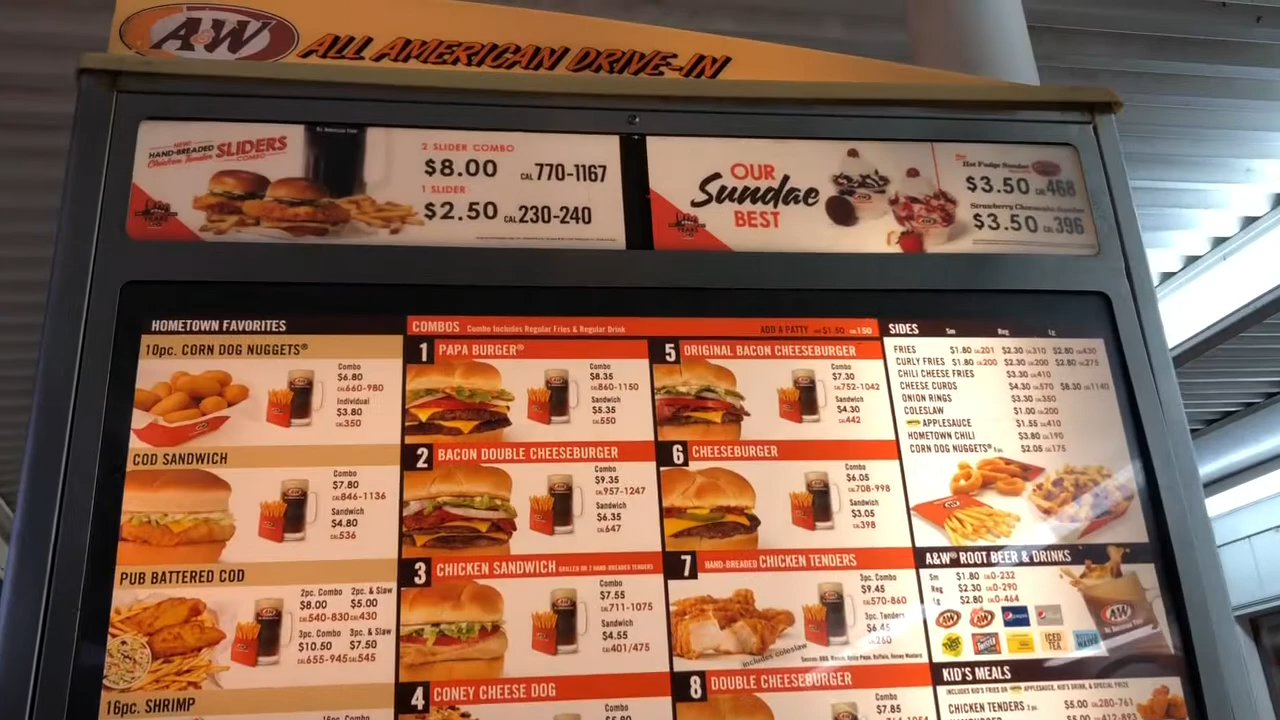 A&W ALL AMERICAN DRIVE-IN
NEW!
HAND-BREADED
Chicken Tender SLIDERS
COMBO
2 SLIDER COMBO
$8.00 CAL 770-1167
1 SLIDER
$2.50 CAL 230-240
OUR
Sundae
BEST
Hot Fudge Sundae
$3.50 CAL 468
Strawberry Cheesecake Sundae
$3.50 CAL 396
HOMETOWN FAVORITES
10pc. CORN DOG NUGGETS®
Combo
$6.80
CAL 660-980
Individual
$3.80
CAL 350
COD SANDWICH
Combo
$7.80
CAL 846-1136
Sandwich
$4.80
CAL 536
PUB BATTERED COD
2pc. Combo 2pc. & Slaw
$8.00 $5.00
CAL 540-830 CAL 430
3pc. Combo 3pc. & Slaw
$10.50 $7.50
CAL 655-945 CAL 545
16pc. SHRIMP
16pc. Combo
COMBOS Combo Includes Regular Fries & Regular Drink ADD A PATTY $1.50 CAL 150
1 PAPA BURGER®
Combo
$8.35
CAL 860-1150
Sandwich
$5.35
CAL 550
2 BACON DOUBLE CHEESEBURGER
Combo
$9.35
CAL 957-1247
Sandwich
$6.35
CAL 647
3 CHICKEN SANDWICH GRILLED OR 2 HAND-BREADED TENDERS
Combo
$7.55
CAL 711-1075
Sandwich
$4.55
CAL 401/475
4 CONEY CHEESE DOG
Combo
5 ORIGINAL BACON CHEESEBURGER
Combo
$7.30
CAL 752-1042
Sandwich
$4.30
CAL 442
6 CHEESEBURGER
Combo
$6.05
CAL 708-998
Sandwich
$3.05
CAL 398
7 HAND-BREADED CHICKEN TENDERS
3pc. Combo
$9.45
CAL 570-860
3pc. Tenders
$6.45
CAL 260
includes coleslaw
Sauces: BBQ, Ranch, Spicy Papa, Buffalo, Honey Mustard
8 DOUBLE CHEESEBURGER
Combo
$7.85
SIDES Sm Reg Lg
FRIES $1.80 CAL 201 $2.30 CAL 310 $2.80 CAL 430
CURLY FRIES $1.80 CAL 200 $2.30 CAL 200 $2.80 CAL 275
CHILI CHEESE FRIES $3.30 CAL 410
CHEESE CURDS $4.30 CAL 570 $8.30 CAL 1140
ONION RINGS $3.30 CAL 350
COLESLAW $1.00 CAL 200
APPLESAUCE $1.55 CAL 410
HOMETOWN CHILI $3.80 CAL 190
CORN DOG NUGGETS® $2.05 CAL 175
A&W® ROOT BEER & DRINKS
Sm $1.80 CAL 0-232
Reg $2.30 CAL 0-290
Lg $2.80 CAL 0-464
A&W
pepsi
ICED
TEA
BOTTLED
WATER
KID'S MEALS
INCLUDES KID'S FRIES OR APPLESAUCE, KID'S DRINK, & SPECIAL PRIZE
CHICKEN TENDERS 2 pc. $5.00 CAL 280-761
$5.00